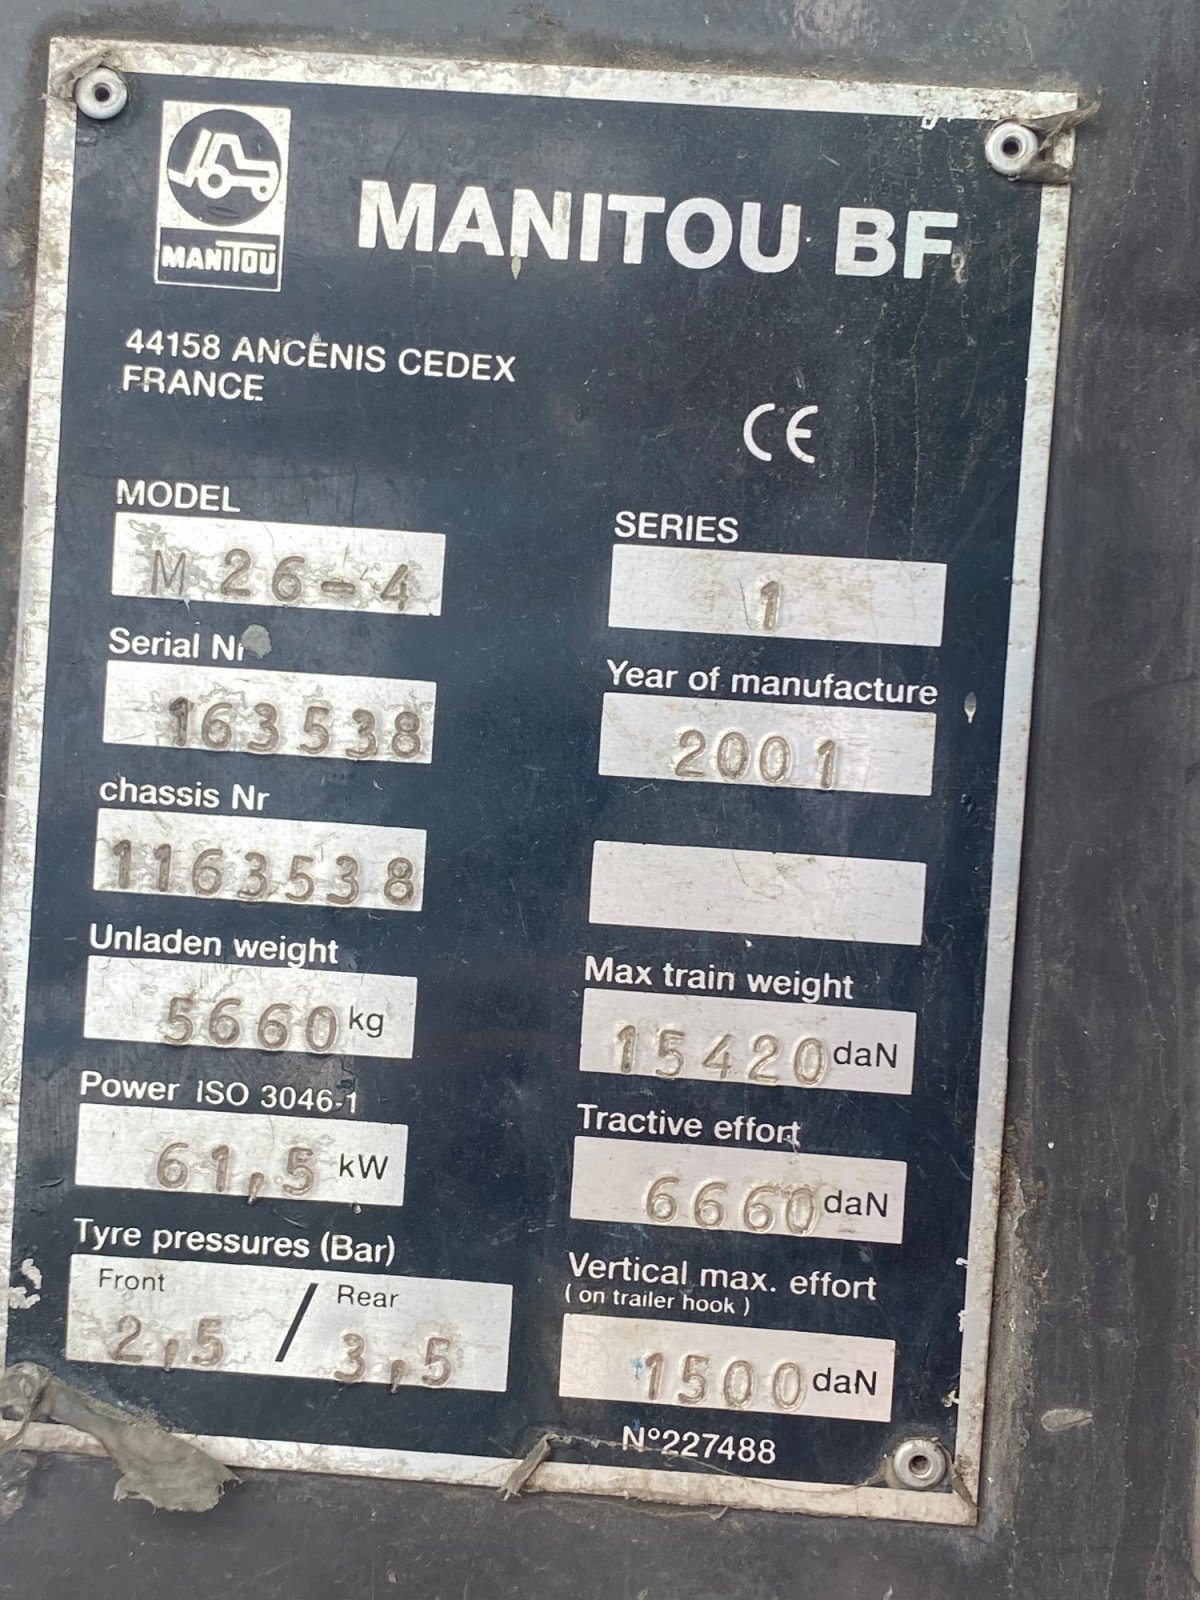 MANITOU
MANITOU BF
44158 ANCENIS CEDEX
FRANCE
CE
MODEL
M 26-4
SERIES
1
Serial Nr
163538
Year of manufacture
2001
chassis Nr
1163538
Unladen weight
5660 kg
Max train weight
15420 daN
Power ISO 3046-1
61,5 kW
Tractive effort
6660 daN
Tyre pressures (Bar)
Front / Rear
2,5 3,5
Vertical max. effort
( on trailer hook )
1500 daN
N°227488